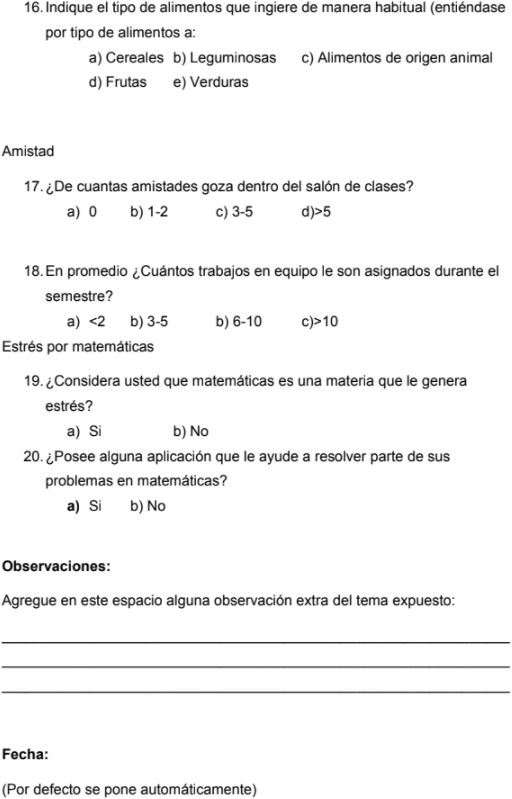 16. Indique el tipo de alimentos que ingiere de manera habitual (entiéndase
por tipo de alimentos a:
a) Cereales b) Leguminosas c) Alimentos de origen animal
d) Frutas e) Verduras
Amistad
17. ¿De cuantas amistades goza dentro del salón de clases?
a) 0 b) 1-2 c) 3-5 d)>5
18. En promedio ¿Cuántos trabajos en equipo le son asignados durante el
semestre?
a) <2 b) 3-5 b) 6-10 c)>10
Estrés por matemáticas
19. ¿Considera usted que matemáticas es una materia que le genera
estrés?
a) Si b) No
20. ¿Posee alguna aplicación que le ayude a resolver parte de sus
problemas en matemáticas?
a) Si b) No
Observaciones:
Agregue en este espacio alguna observación extra del tema expuesto:
Fecha:
(Por defecto se pone automáticamente)